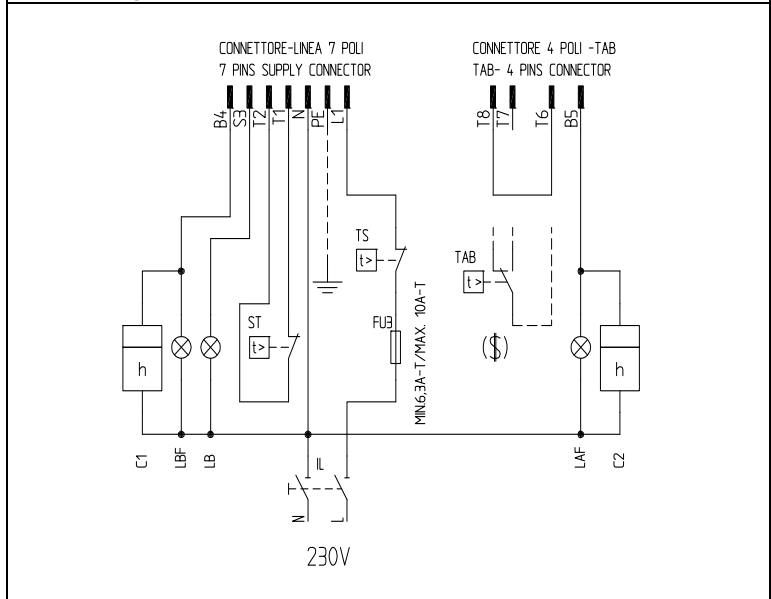 CONNETTORE-LINEA 7 POLI
7 PINS SUPPLY CONNECTOR
CONNETTORE 4 POLI -TAB
TAB- 4 PINS CONNECTOR
B4
S3
T2
T1
N
PE
L1
T8
T7
T6
B5
TS
t>
TAB
t>
ST
t>
FU3
MIN.6,3A-T/MAX. 10A-T
($)
h
h
C1
LBF
LB
IL
LAF
C2
N
L
230V